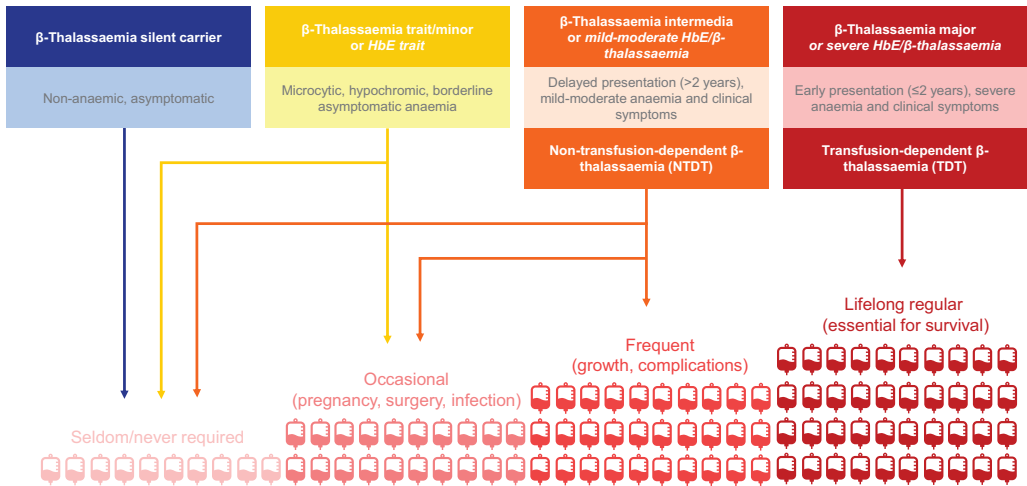 β-Thalassaemia silent carrier
Non-anaemic, asymptomatic
β-Thalassaemia trait/minor
or HbE trait
Microcytic, hypochromic, borderline
asymptomatic anaemia
β-Thalassaemia intermedia
or mild-moderate HbE/β-
thalassaemia
Delayed presentation (>2 years),
mild-moderate anaemia and clinical
symptoms
Non-transfusion-dependent β-
thalassaemia (NTDT)
β-Thalassaemia major
or severe HbE/β-thalassaemia
Early presentation (≤2 years), severe
anaemia and clinical symptoms
Transfusion-dependent β-
thalassaemia (TDT)
Seldom/never required
Occasional
(pregnancy, surgery, infection)
Frequent
(growth, complications)
Lifelong regular
(essential for survival)